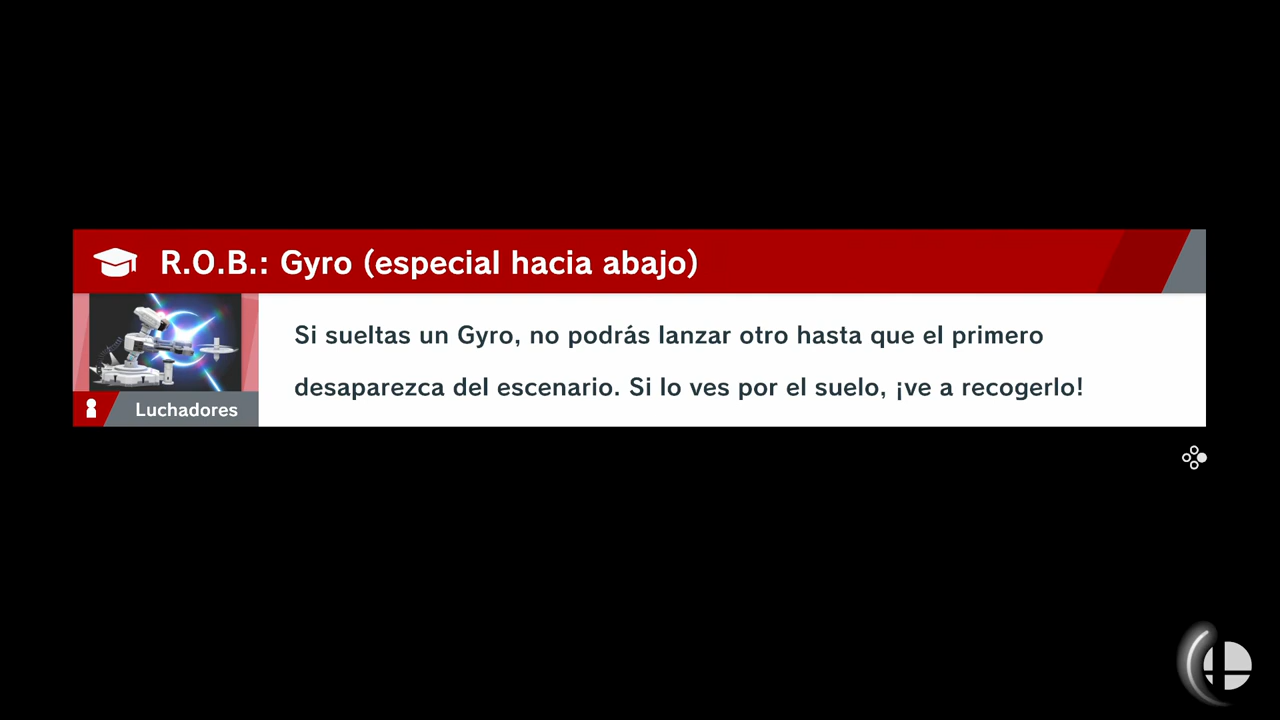 R.O.B.: Gyro (especial hacia abajo)
Si sueltas un Gyro, no podrás lanzar otro hasta que el primero
desaparezca del escenario. Si lo ves por el suelo, ¡ve a recogerlo!
Luchadores